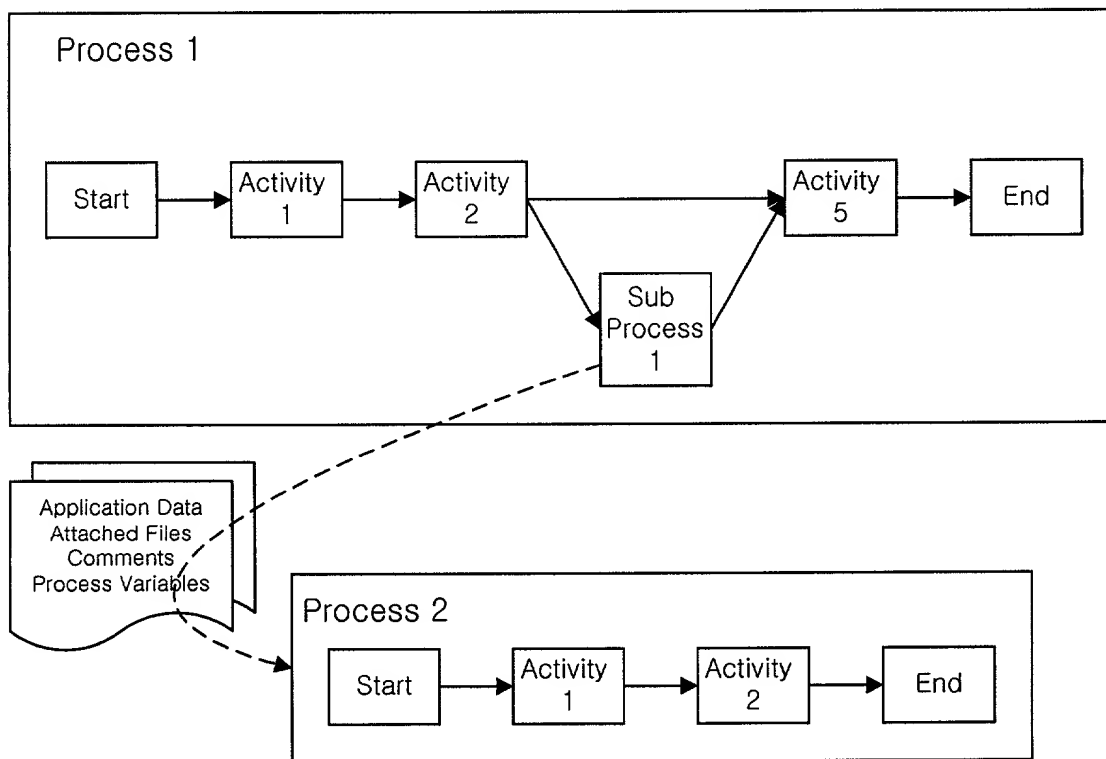 Process 1
Start
Activity
1
Activity
2
Activity
5
End
Sub
Process
1
Application Data
Attached Files
Comments
Process Variables
Process 2
Start
Activity
1
Activity
2
End